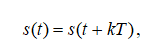 s(t) = s(t + kT),